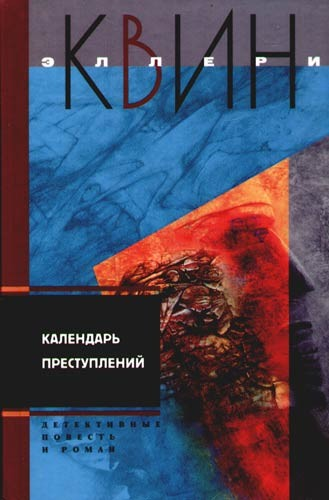 КВИН
ЭЛЛЕРИ
КАЛЕНДАРЬ
ПРЕСТУПЛЕНИЙ
ДЕТЕКТИВНЫЕ
ПОВЕСТЬ
И РОМАН